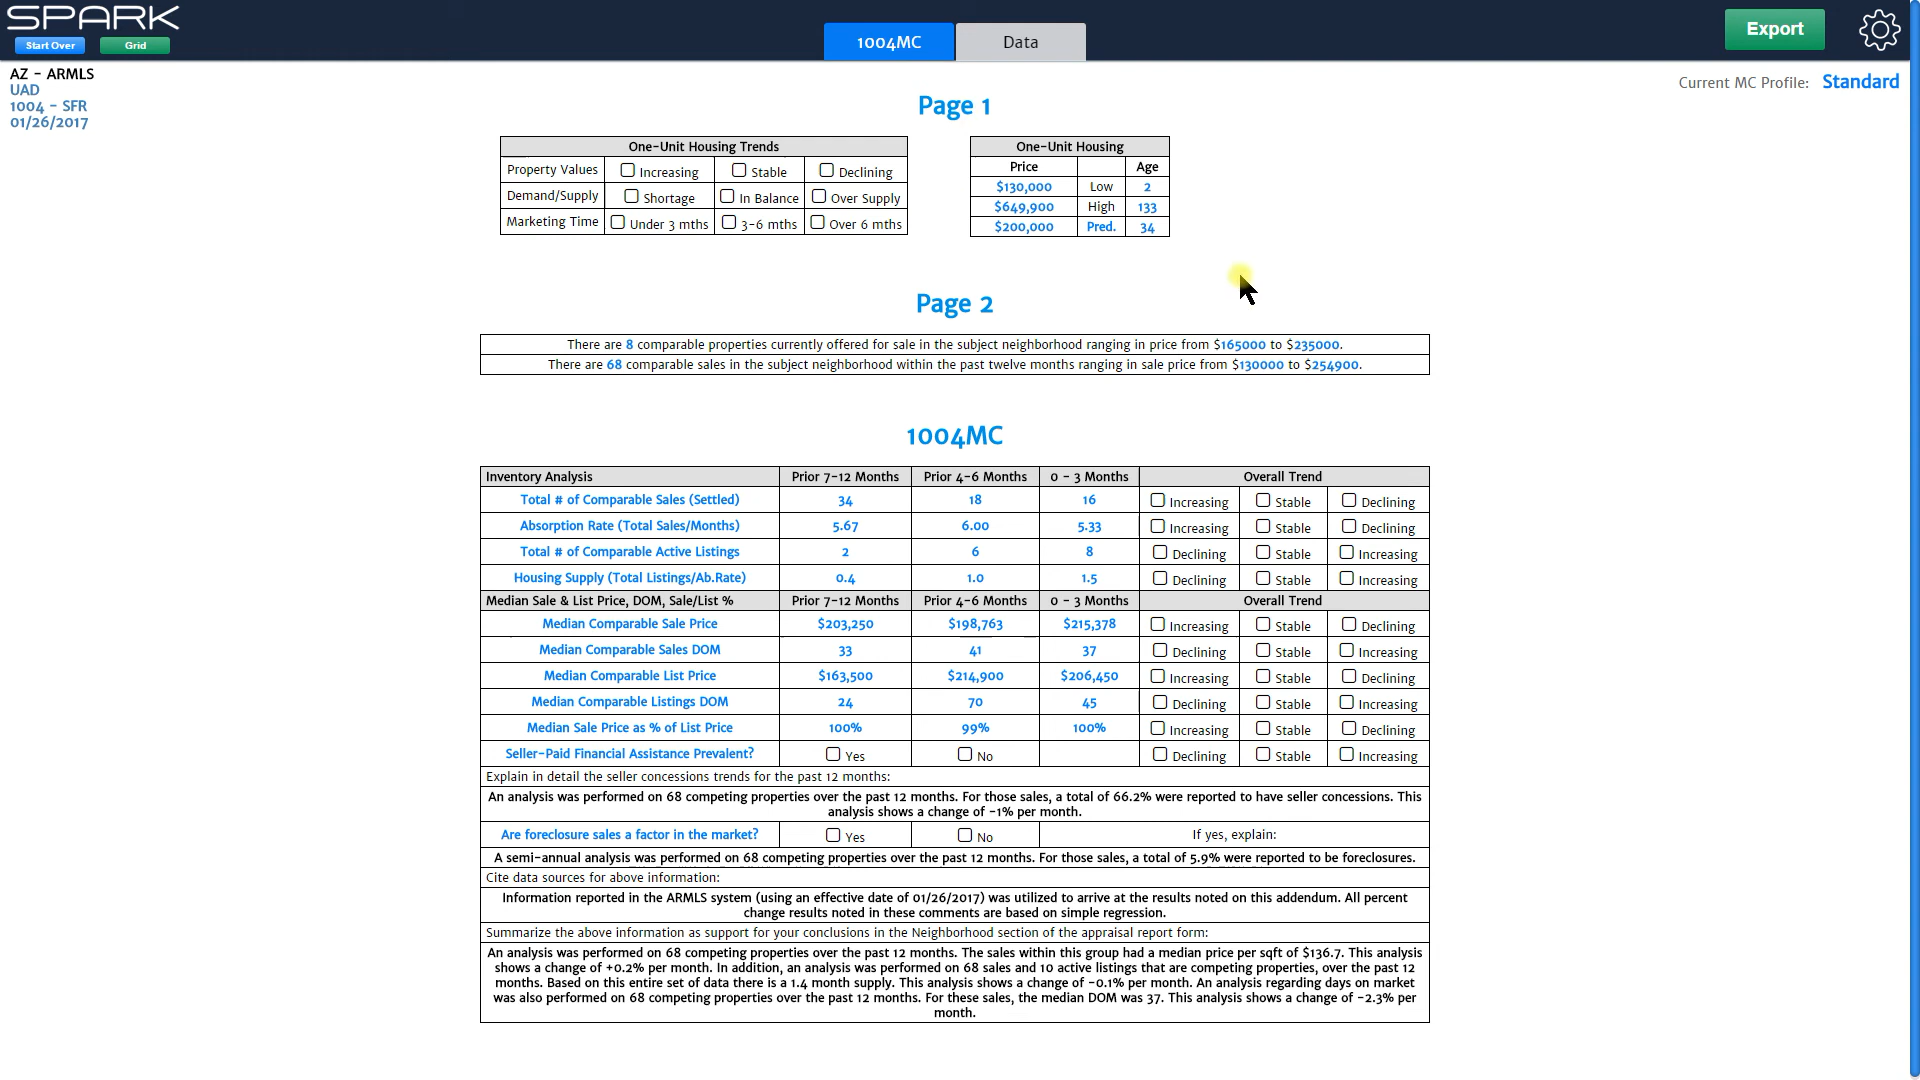 SPARK
Start Over Grid
1004MC Data
Export
AZ - ARMLS
UAD
1004 - SFR
01/26/2017
Current MC Profile: Standard
Page 1
One-Unit Housing Trends
Property Values Increasing Stable Declining
Demand/Supply Shortage In Balance Over Supply
Marketing Time Under 3 mths 3-6 mths Over 6 mths
One-Unit Housing
Price Age
$130,000 Low 2
$649,900 High 133
$200,000 Pred. 34
Page 2
There are 8 comparable properties currently offered for sale in the subject neighborhood ranging in price from $165000 to $235000.
There are 68 comparable sales in the subject neighborhood within the past twelve months ranging in sale price from $130000 to $254900.
1004MC
Inventory Analysis Prior 7-12 Months Prior 4-6 Months 0 - 3 Months Overall Trend
Total # of Comparable Sales (Settled) 34 18 16 Increasing Stable Declining
Absorption Rate (Total Sales/Months) 5.67 6.00 5.33 Increasing Stable Declining
Total # of Comparable Active Listings 2 6 8 Declining Stable Increasing
Housing Supply (Total Listings/Ab.Rate) 0.4 1.0 1.5 Declining Stable Increasing
Median Sale & List Price, DOM, Sale/List % Prior 7-12 Months Prior 4-6 Months 0 - 3 Months Overall Trend
Median Comparable Sale Price $203,250 $198,763 $215,378 Increasing Stable Declining
Median Comparable Sales DOM 33 41 37 Declining Stable Increasing
Median Comparable List Price $163,500 $214,900 $206,450 Increasing Stable Declining
Median Comparable Listings DOM 24 70 45 Declining Stable Increasing
Median Sale Price as % of List Price 100% 99% 100% Increasing Stable Declining
Seller-Paid Financial Assistance Prevalent? Yes No Declining Stable Increasing
Explain in detail the seller concessions trends for the past 12 months:
An analysis was performed on 68 competing properties over the past 12 months. For those sales, a total of 66.2% were reported to have seller concessions. This
analysis shows a change of -1% per month.
Are foreclosure sales a factor in the market? Yes No If yes, explain:
A semi-annual analysis was performed on 68 competing properties over the past 12 months. For those sales, a total of 5.9% were reported to be foreclosures.
Cite data sources for above information:
Information reported in the ARMLS system (using an effective date of 01/26/2017) was utilized to arrive at the results noted on this addendum. All percent
change results noted in these comments are based on simple regression.
Summarize the above information as support for your conclusions in the Neighborhood section of the appraisal report form:
An analysis was performed on 68 competing properties over the past 12 months. The sales within this group had a median price per sqft of $136.7. This analysis
shows a change of +0.2% per month. In addition, an analysis was performed on 68 sales and 10 active listings that are competing properties, over the past 12
months. Based on this entire set of data there is a 1.4 month supply. This analysis shows a change of -0.1% per month. An analysis regarding days on market
was also performed on 68 competing properties over the past 12 months. For these sales, the median DOM was 37. This analysis shows a change of -2.3% per
month.